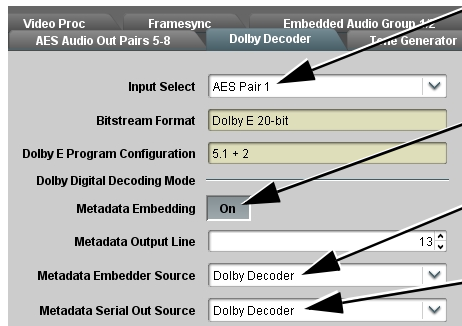 Video Proc Framesync Embedded Audio Group 1/2
AES Audio Out Pairs 5-8 Dolby Decoder Tone Generator
Input Select AES Pair 1
Bitstream Format Dolby E 20-bit
Dolby E Program Configuration 5.1 + 2
Dolby Digital Decoding Mode
Metadata Embedding On
Metadata Output Line 13
Metadata Embedder Source Dolby Decoder
Metadata Serial Out Source Dolby Decoder